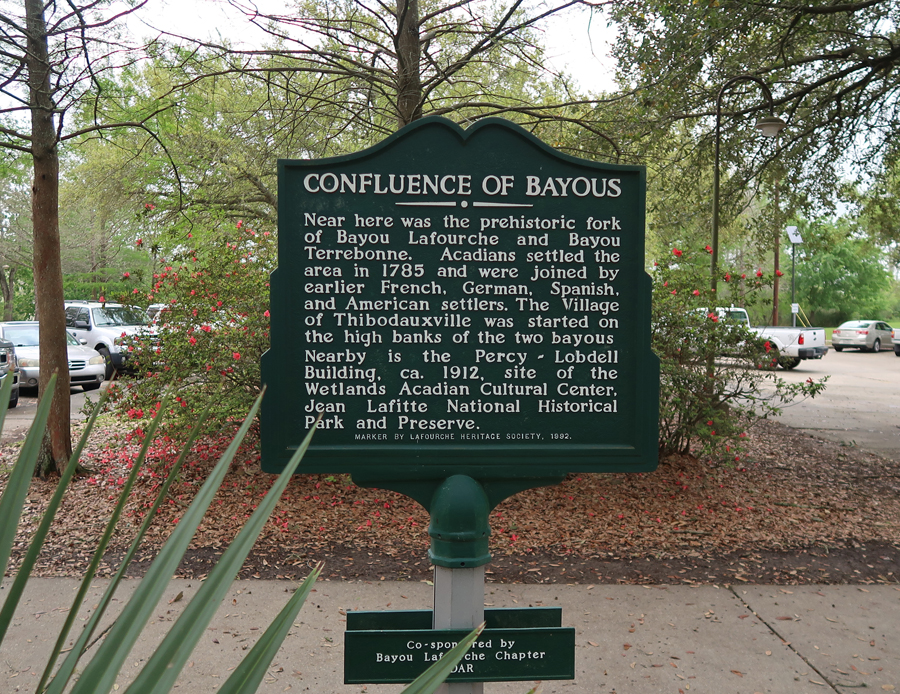 CONFLUENCE OF BAYOUS
Near here was the prehistoric fork
of Bayou Lafourche and Bayou
Terrebonne. Acadians settled the
area in 1785 and were joined by
earlier French, German, Spanish,
and American settlers. The Village
of Thibodauxville was started on
the high banks of the two bayous
Nearby is the Percy - Lobdell
Building, ca. 1912, site of the
Wetlands Acadian Cultural Center,
Jean Lafitte National Historical
Park and Preserve.
MARKER BY LAFOURCHE HERITAGE SOCIETY, 1992.
Co-sponsored by
Bayou Lafourche Chapter
DAR